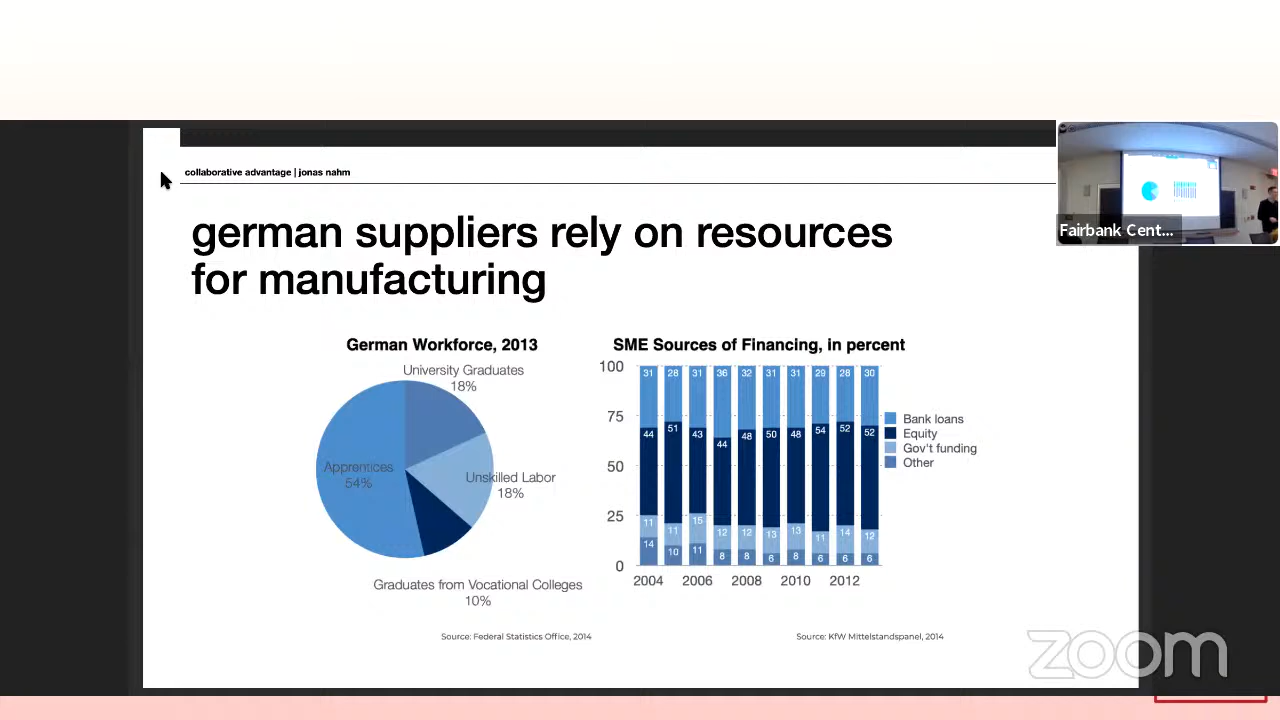 collaborative advantage | jonas nahm
Fairbank Cent...
german suppliers rely on resources
for manufacturing
German Workforce, 2013
University Graduates
18%
Apprentices
54%
Unskilled Labor
18%
Graduates from Vocational Colleges
10%
Source: Federal Statistics Office, 2014
SME Sources of Financing, in percent
100
75
50
25
0
31 28 31 36 32 31 31 29 28 30
44 51 43 44 48 50 48 54 52 52
11 11 15 12 12 13 13 11 14 12
14 10 11 8 8 6 8 6 6 6
2004 2006 2008 2010 2012
Bank loans
Equity
Gov't funding
Other
Source: KfW Mittelstandspanel, 2014
zoom